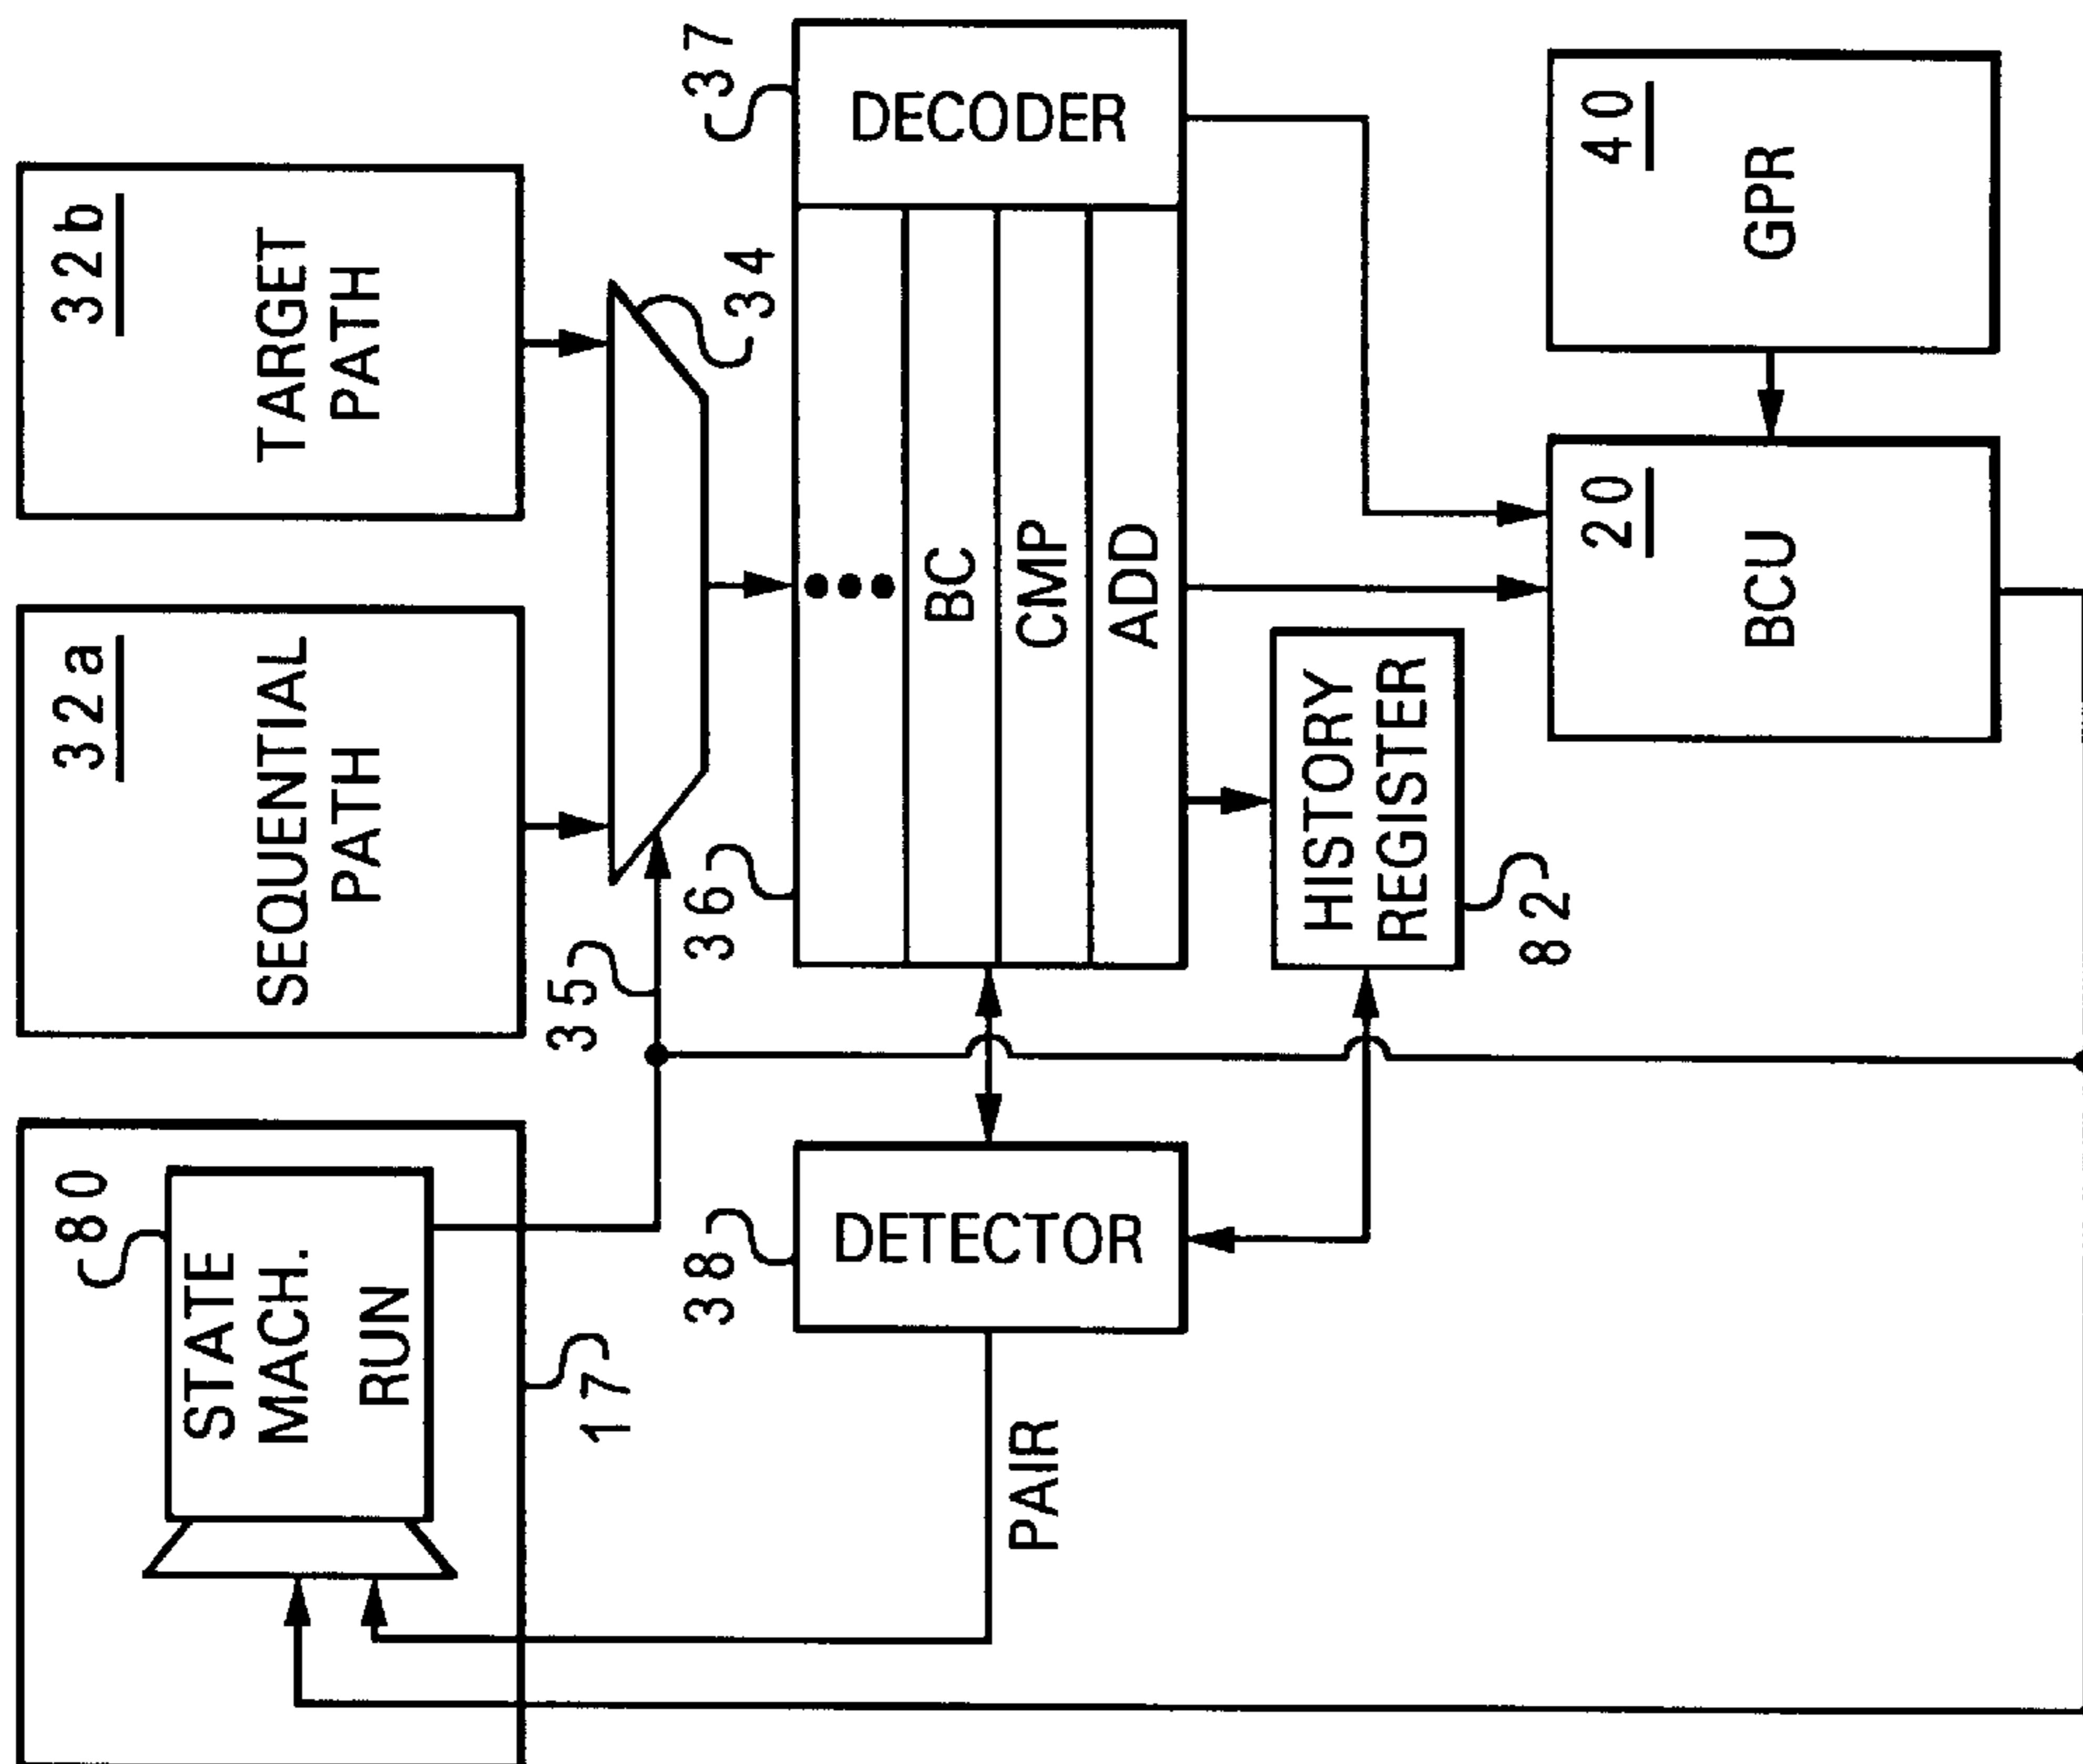 80
STATE
MACH.
RUN
17
32a
SEQUENTIAL
PATH
32b
TARGET
PATH
35
34
36
37
DECODER
BC
CMP
ADD
38
DETECTOR
PAIR
HISTORY
REGISTER
82
20
BCU
40
GPR